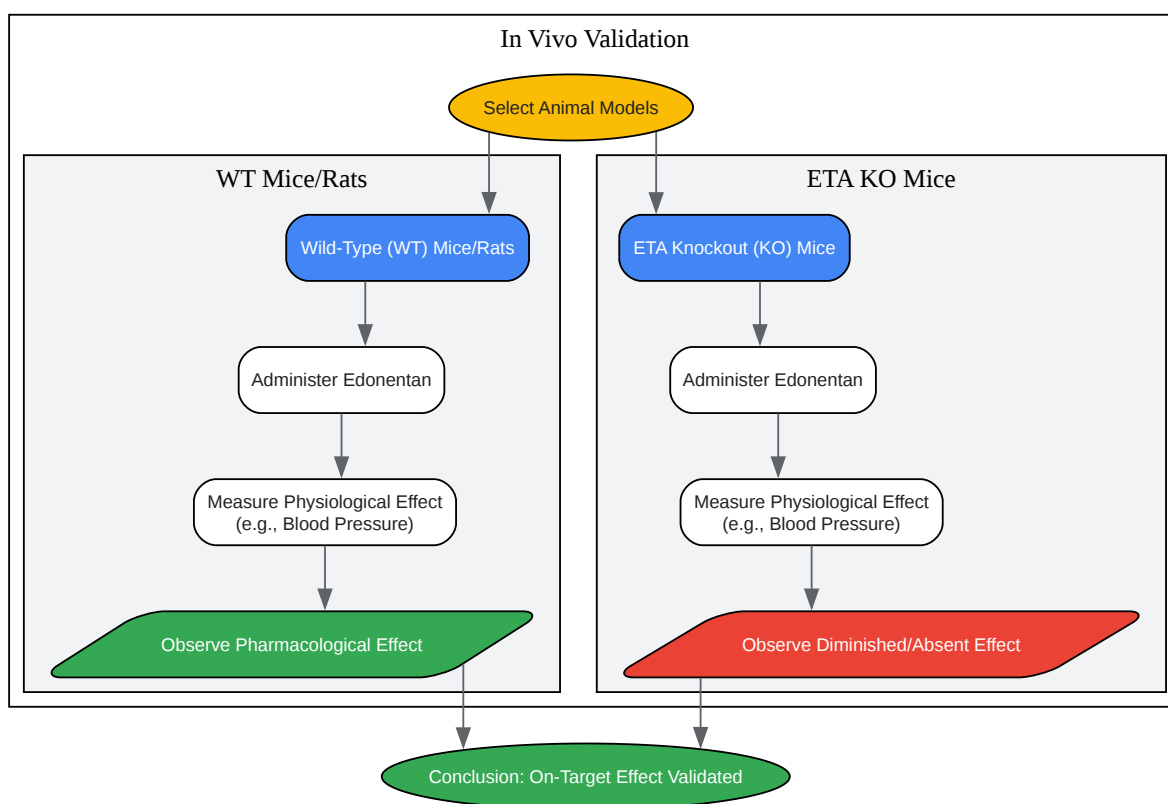 In Vivo Validation
Select Animal Models
WT Mice/Rats
Wild-Type (WT) Mice/Rats
Administer Edonentan
Measure Physiological Effect
(e.g., Blood Pressure)
Observe Pharmacological Effect
ETA KO Mice
ETA Knockout (KO) Mice
Administer Edonentan
Measure Physiological Effect
(e.g., Blood Pressure)
Observe Diminished/Absent Effect
Conclusion: On-Target Effect Validated